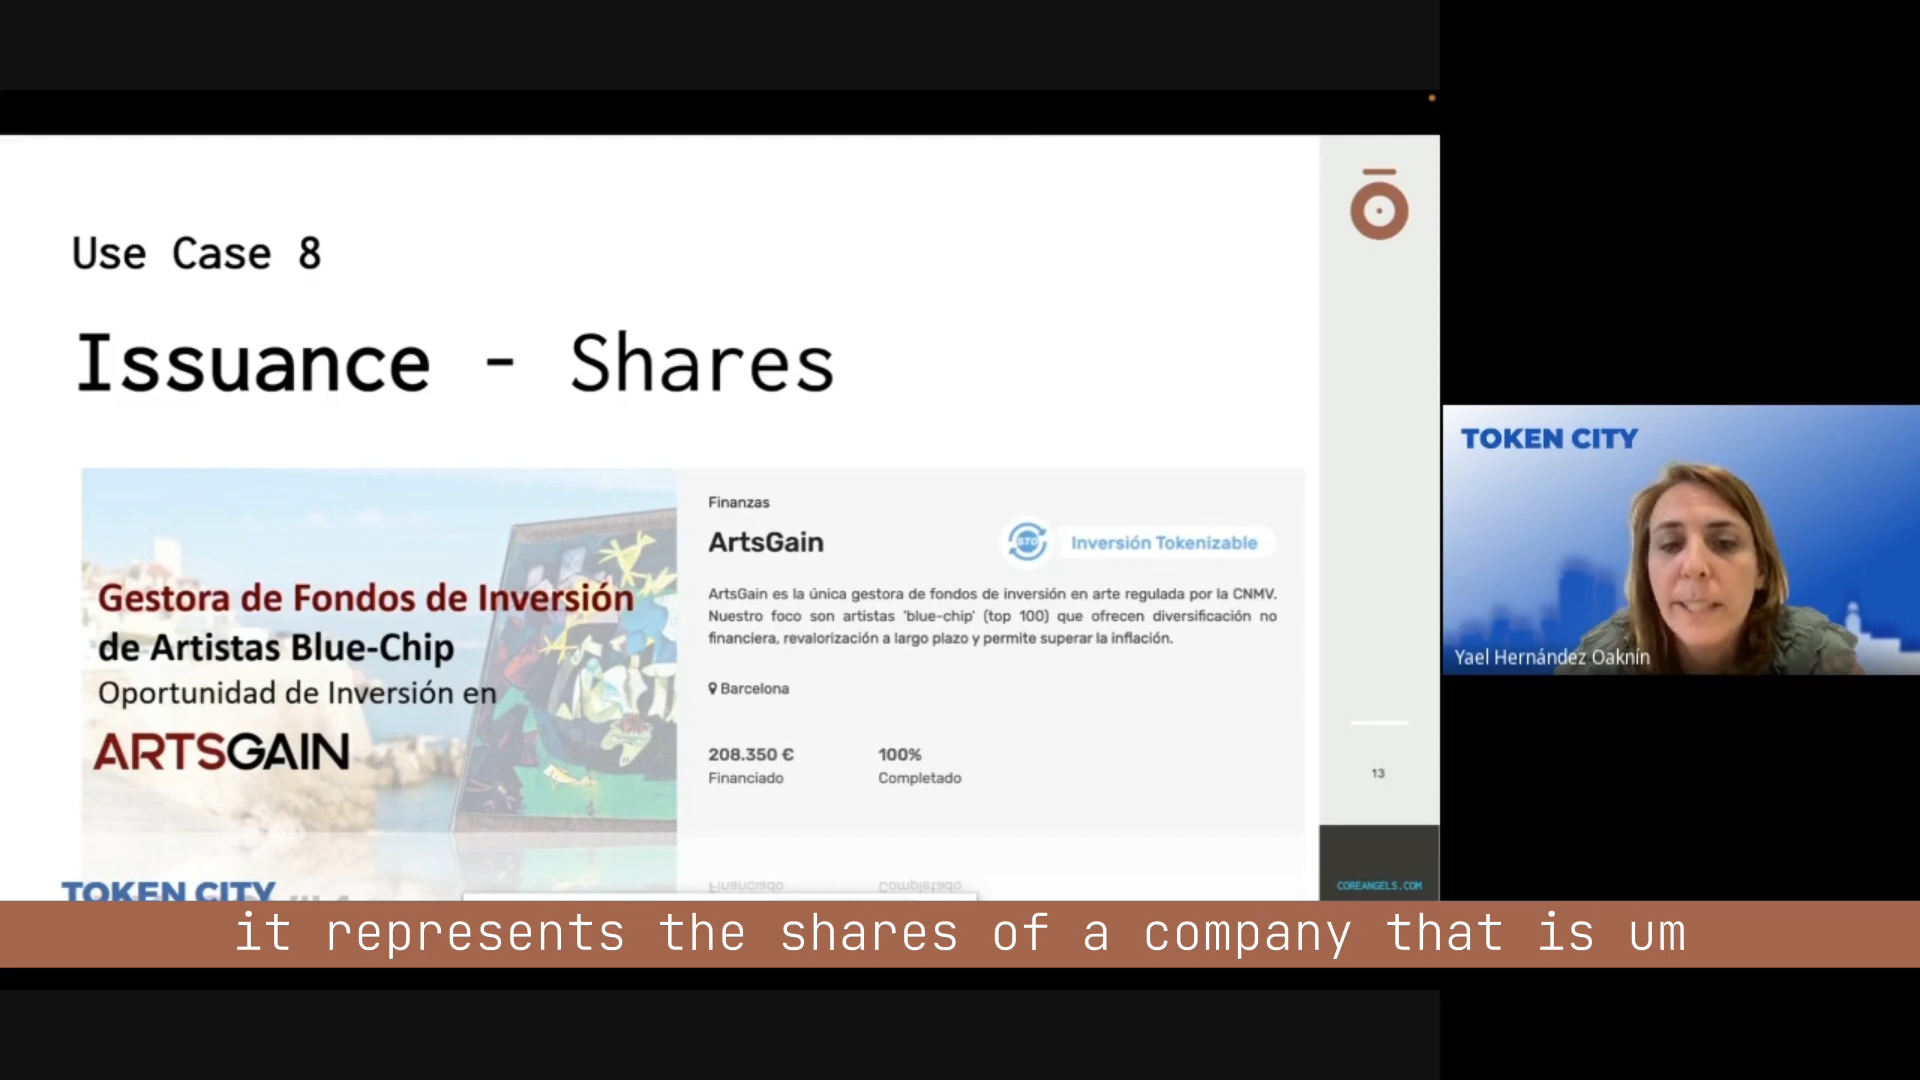 Use Case 8
Issuance - Shares
Gestora de Fondos de Inversión
de Artistas Blue-Chip
Oportunidad de Inversión en
ARTSGAIN
Finanzas
ArtsGain
STO
Inversión Tokenizable
ArtsGain es la única gestora de fondos de inversión en arte regulada por la CNMV.
Nuestro foco son artistas 'blue-chip' (top 100) que ofrecen diversificación no
financiera, revalorización a largo plazo y permite superar la inflación.
Barcelona
208.350 € 100%
Financiado Completado
Financiado Completado
13
TOKEN CITY
COREANGELS.COM
TOKEN CITY
Yael Hernández Oaknín
it represents the shares of a company that is um